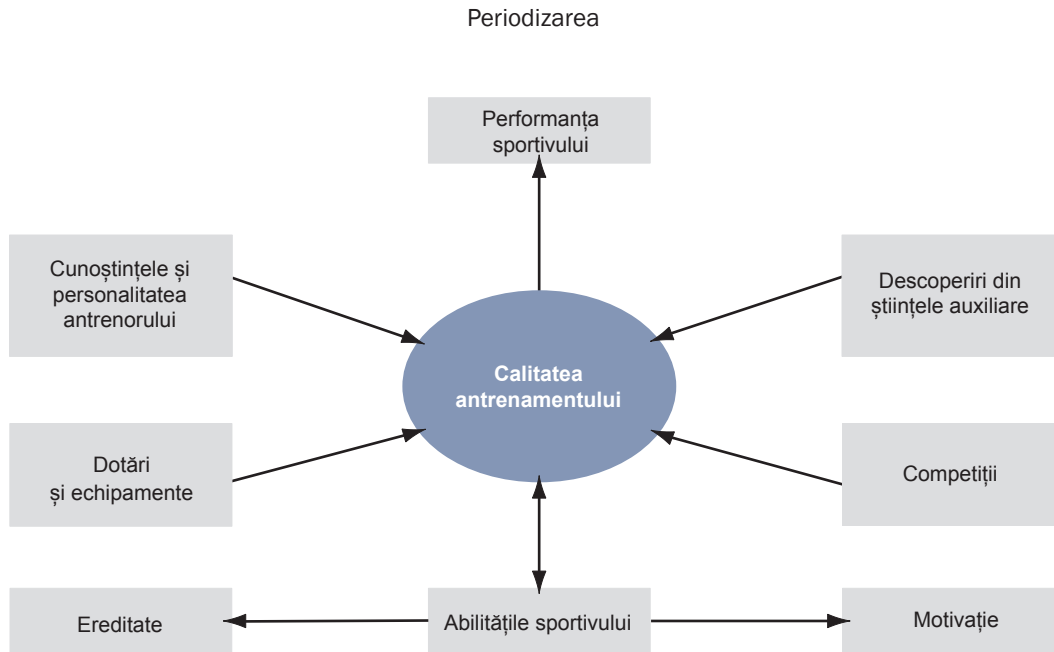 Periodizarea
Performanța
sportivului
Cunoștințele și
personalitatea
antrenorului
Descoperiri din
științele auxiliare
Calitatea
antrenamentului
Dotări
și echipamente
Competiții
Ereditate
Abilitățile sportivului
Motivație